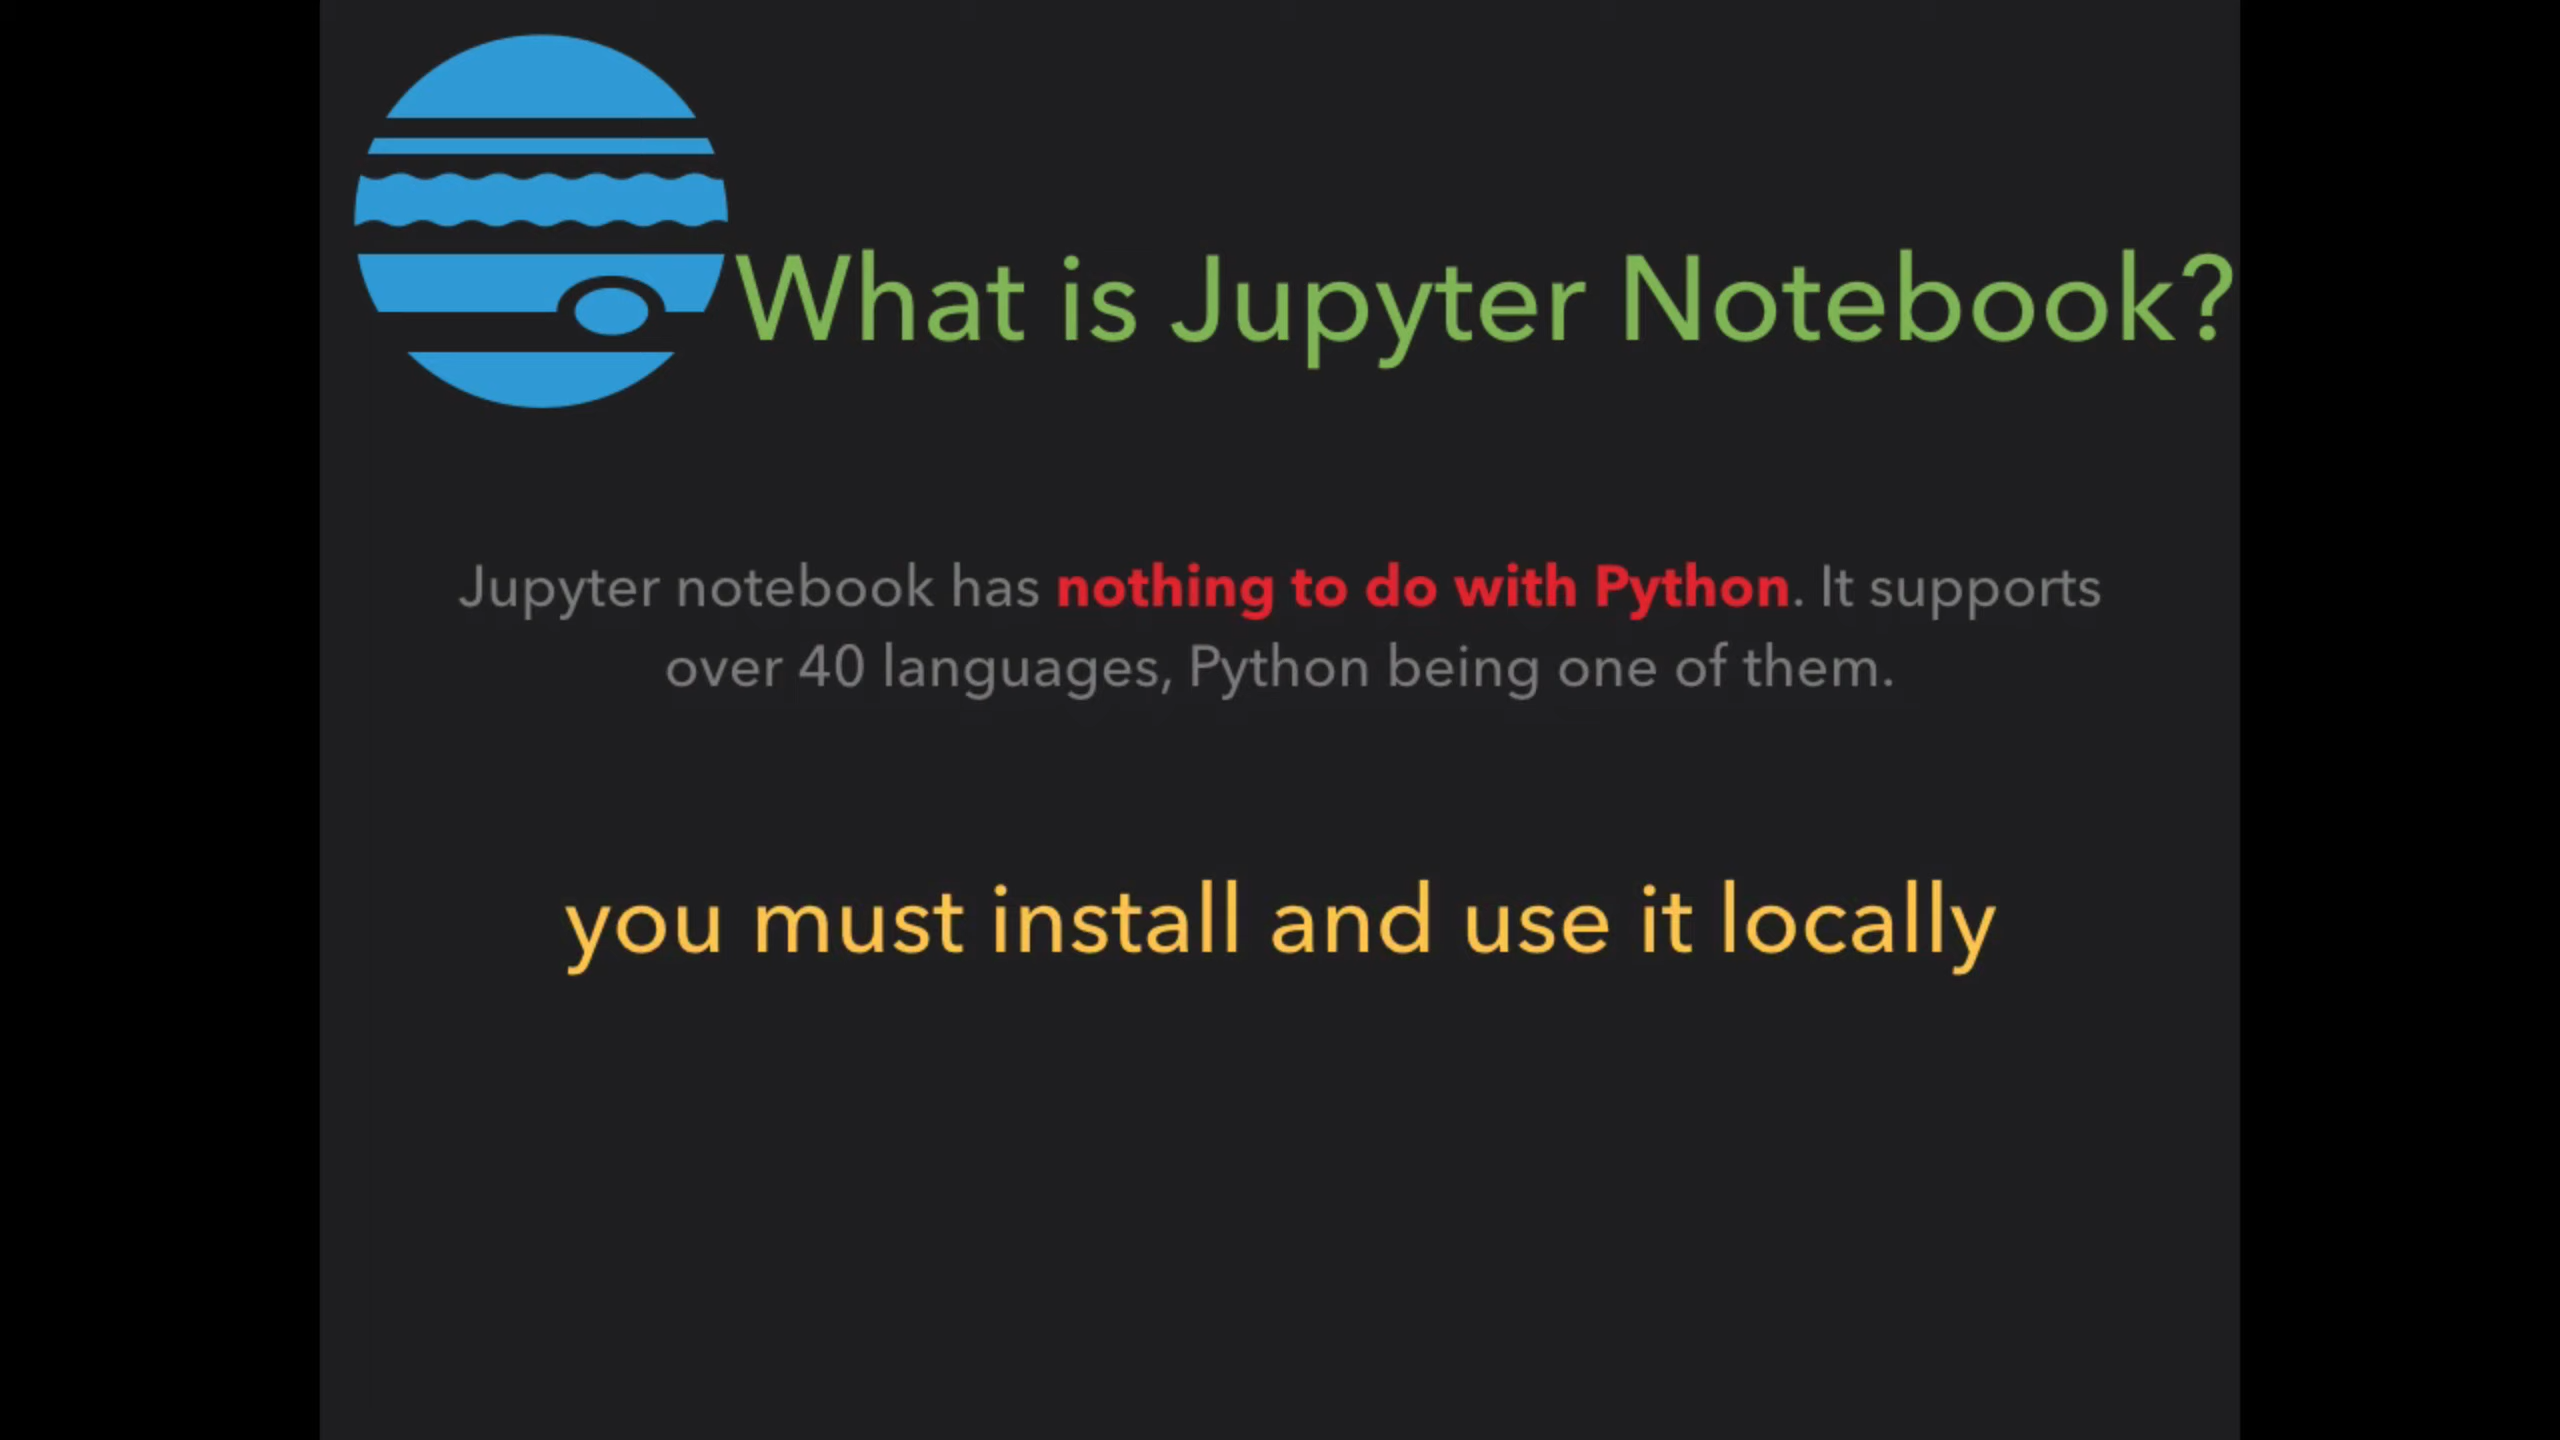 What is Jupyter Notebook?
Jupyter notebook has nothing to do with Python. It supports
over 40 languages, Python being one of them.
you must install and use it locally